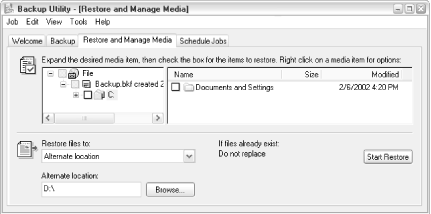 Backup Utility - [Restore and Manage Media]
Job Edit View Tools Help
Welcome Backup Restore and Manage Media Schedule Jobs
Expand the desired media item, then check the box for the items to restore. Right click on a media item for options:
File
Backup.bkf created 2
C:
Name Size Modified
Documents and Settings 2/6/2002 4:20 PM
Restore files to:
Alternate location
If files already exist:
Do not replace
Start Restore
Alternate location:
D:\
Browse...